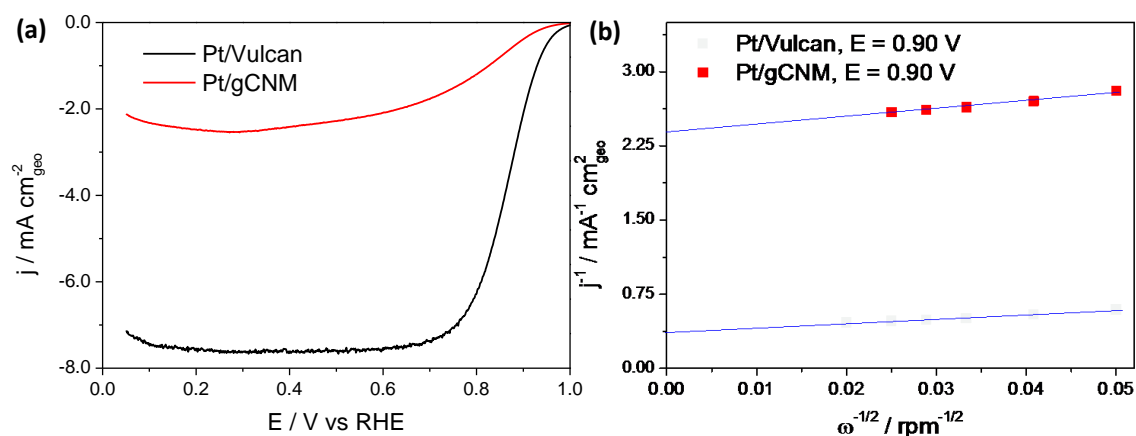 (a)
Pt/Vulcan
Pt/gCNM
0.0
-2.0
-4.0
-6.0
-8.0
j / mA cm⁻²geo
0.0 0.2 0.4 0.6 0.8 1.0
E / V vs RHE
(b)
Pt/Vulcan, E = 0.90 V
Pt/gCNM, E = 0.90 V
3.00
2.25
1.50
0.75
0.00
j⁻¹ / mA⁻¹ cm²geo
0.00 0.01 0.02 0.03 0.04 0.05
ω⁻¹/² / rpm⁻¹/²